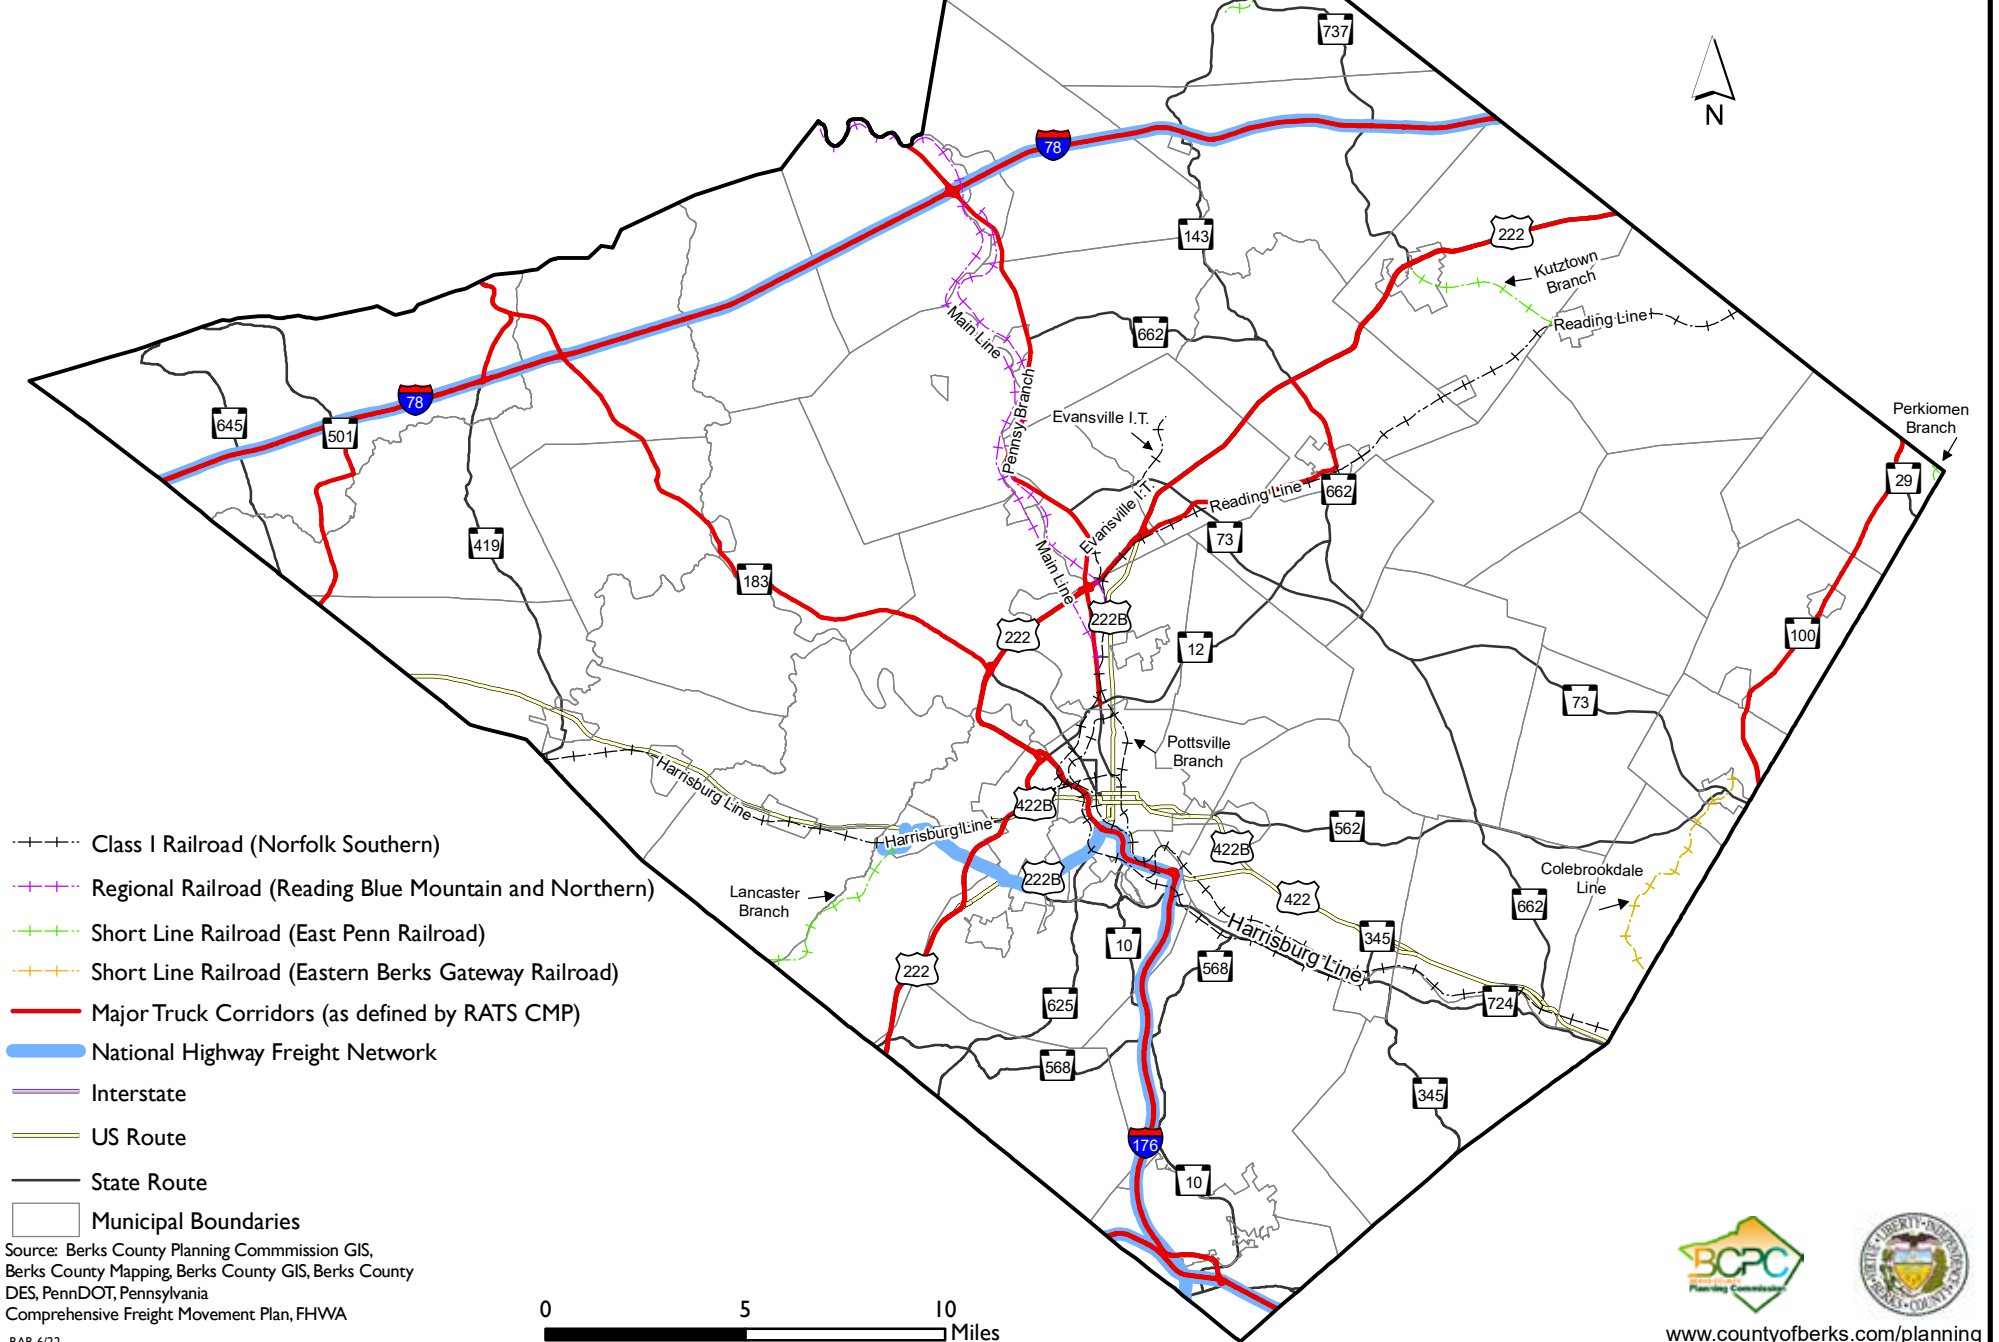 737
N
78
143
222
Kutztown
Branch
Reading Line
Main Line
662
Pennsy Branch
Evansville I.T.
78
645
501
Perkiomen
Branch
29
Reading Line
662
Evansville I.T.
73
419
Main Line
183
222
222B
12
100
73
Pottsville
Branch
Harrisburg Line
422B
Harrisburg Line
562
422B
222B
Lancaster
Branch
422
Colebrookdale
Line
662
345
Harrisburg Line
10
568
222
625
724
568
345
176
10
Class I Railroad (Norfolk Southern)
Regional Railroad (Reading Blue Mountain and Northern)
Short Line Railroad (East Penn Railroad)
Short Line Railroad (Eastern Berks Gateway Railroad)
Major Truck Corridors (as defined by RATS CMP)
National Highway Freight Network
Interstate
US Route
State Route
Municipal Boundaries
Source: Berks County Planning Commmission GIS,
Berks County Mapping, Berks County GIS, Berks County
DES, PennDOT, Pennsylvania
Comprehensive Freight Movement Plan, FHWA
BAB 6/22
0 5 10
Miles
BCPC
Planning Commission
www.countyofberks.com/planning